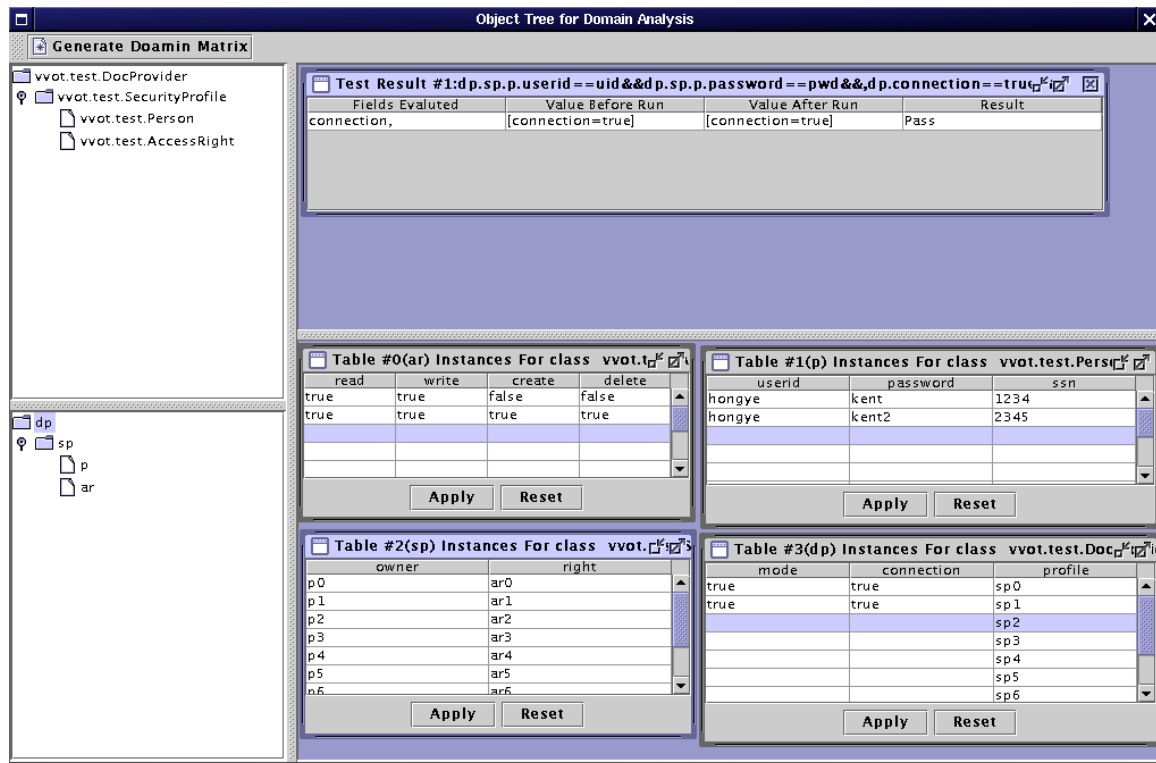 Object Tree for Domain Analysis
Generate Doamin Matrix
vvot.test.DocProvider
vvot.test.SecurityProfile
vvot.test.Person
vvot.test.AccessRight
Test Result #1:dp.sp.p.userid==uid&&dp.sp.p.password==pwd&&,dp.connection==true
Fields Evaluted Value Before Run Value After Run Result
connection, [connection=true] [connection=true] Pass
dp
sp
p
ar
Table #0(ar) Instances For class vvot.t
read write create delete
true true false false
true true true true
Apply Reset
Table #1(p) Instances For class vvot.test.Pers
userid password ssn
hongye kent 1234
hongye kent2 2345
Apply Reset
Table #2(sp) Instances For class vvot.
owner right
p0 ar0
p1 ar1
p2 ar2
p3 ar3
p4 ar4
p5 ar5
p6 ar6
Apply Reset
Table #3(dp) Instances For class vvot.test.Doc
mode connection profile
true true sp0
true true sp1
sp2
sp3
sp4
sp5
sp6
Apply Reset